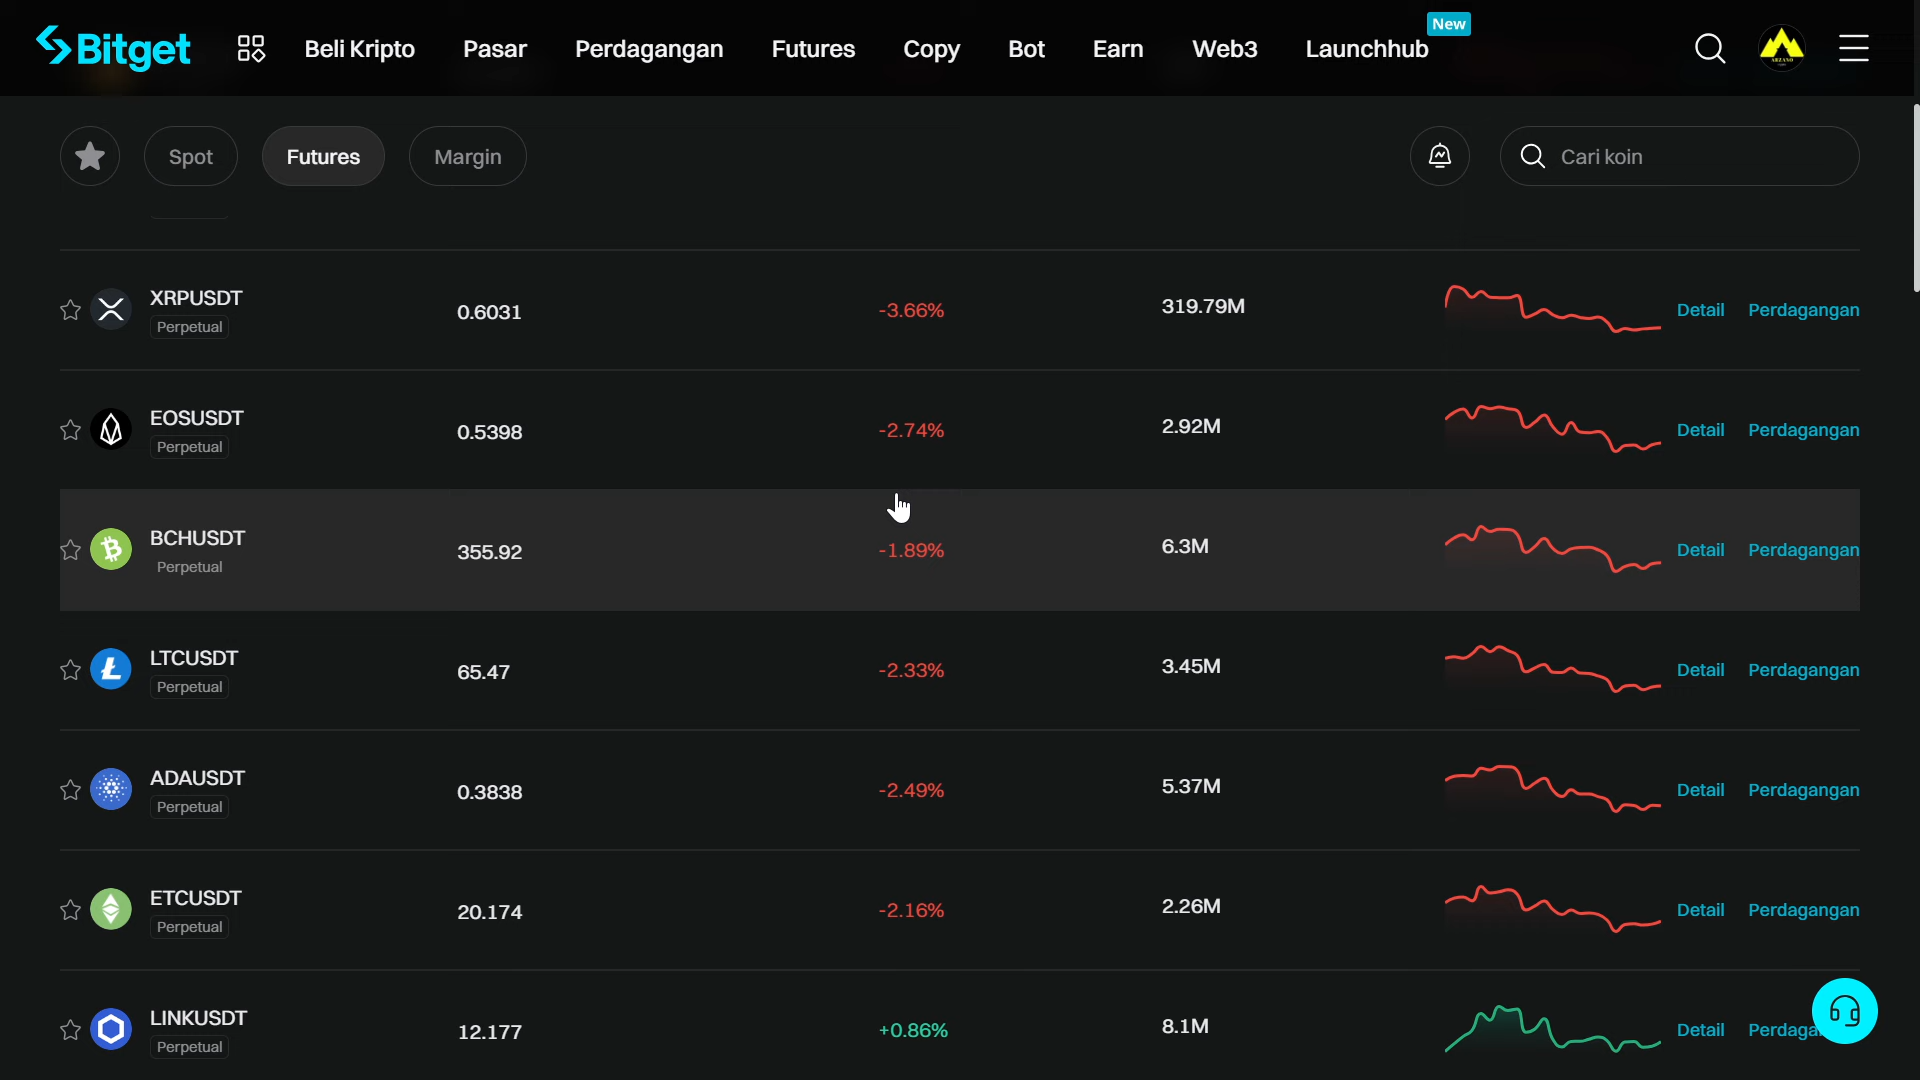 New
Bitget Beli Kripto Pasar Perdagangan Futures Copy Bot Earn Web3 Launchhub
Spot Futures Margin Cari koin
XRPUSDT 0.6031 -3.66% 319.79M Detail Perdagangan
Perpetual
EOSUSDT 0.5398 -2.74% 2.92M Detail Perdagangan
Perpetual
BCHUSDT 355.92 -1.89% 6.3M Detail Perdagangan
Perpetual
LTCUSDT 65.47 -2.33% 3.45M Detail Perdagangan
Perpetual
ADAUSDT 0.3838 -2.49% 5.37M Detail Perdagangan
Perpetual
ETCUSDT 20.174 -2.16% 2.26M Detail Perdagangan
Perpetual
LINKUSDT 12.177 +0.86% 8.1M Detail
Perpetual